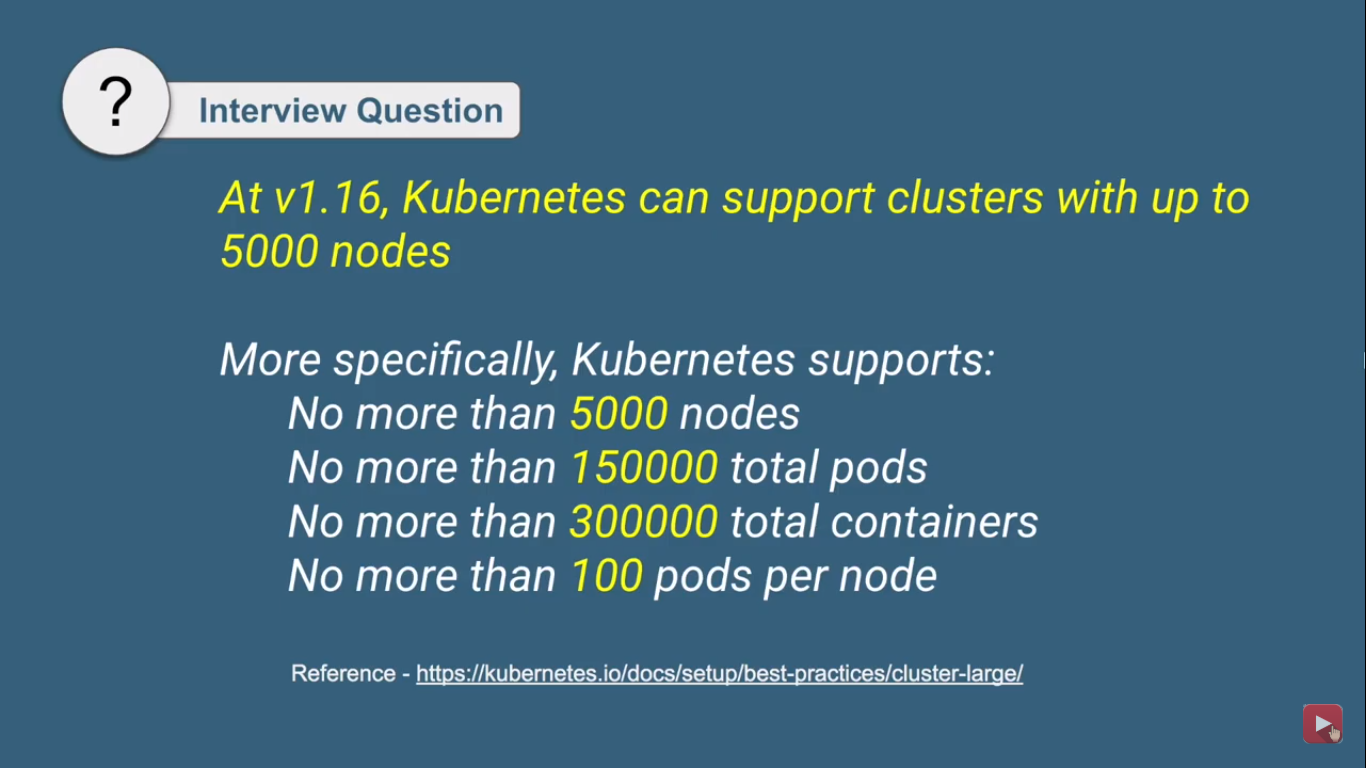 ?
Interview Question
At v1.16, Kubernetes can support clusters with up to
5000 nodes
More specifically, Kubernetes supports:
No more than 5000 nodes
No more than 150000 total pods
No more than 300000 total containers
No more than 100 pods per node
Reference - https://kubernetes.io/docs/setup/best-practices/cluster-large/